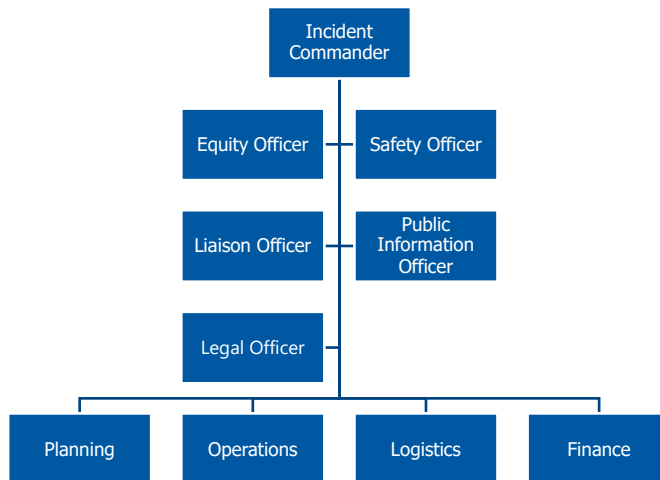 Incident
Commander
Equity Officer
Safety Officer
Liaison Officer
Public
Information
Officer
Legal Officer
Planning
Operations
Logistics
Finance